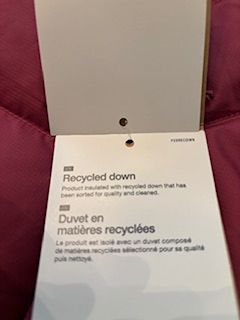 Recycled down
Product insulated with recycled down that has
been sorted for quality and cleaned.
Duvet en
matières recyclées
Le produit est isolé avec un duvet composé
de matières recyclées sélectionné pour sa qualité
puis nettoyé.